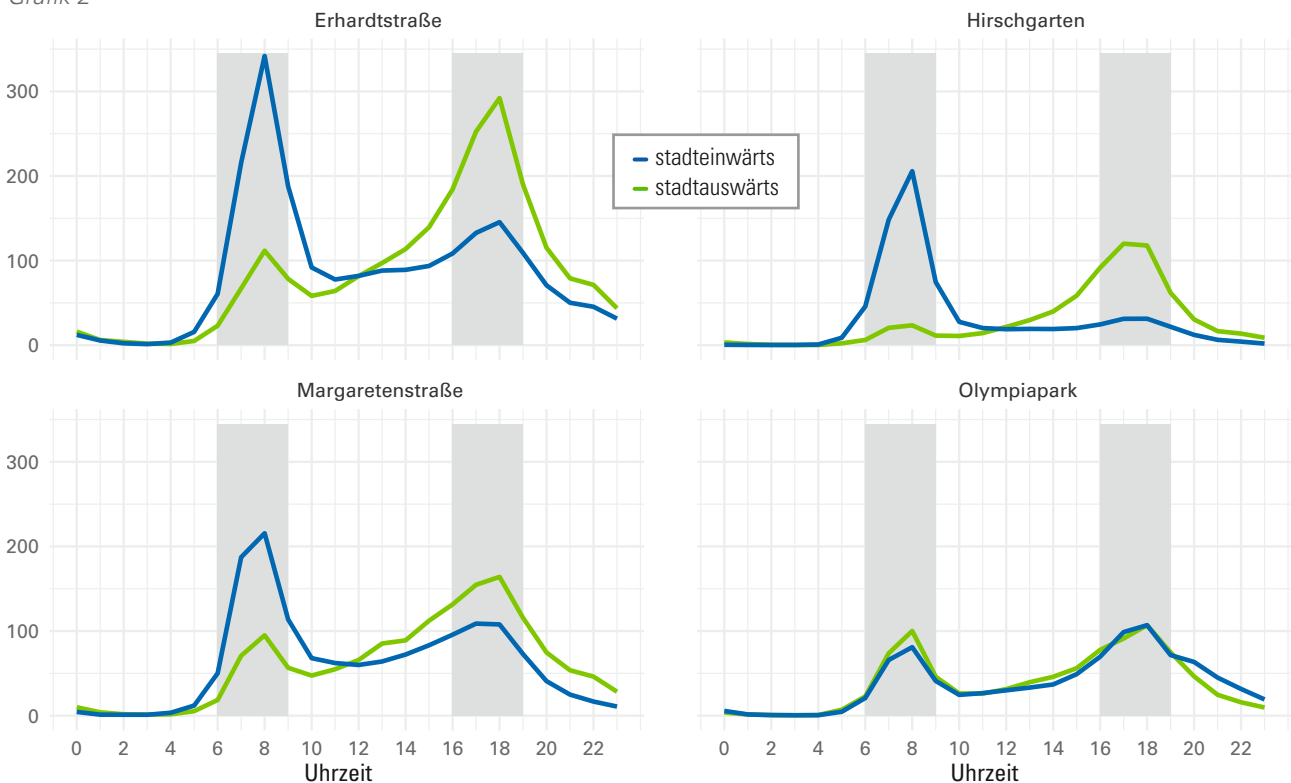 Grafik 2
Erhardtstraße
Hirschgarten
300
200
100
0
stadteinwärts
stadtauswärts
Margaretenstraße
Olympiapark
300
200
100
0
0 2 4 6 8 10 12 14 16 18 20 22
0 2 4 6 8 10 12 14 16 18 20 22
Uhrzeit
Uhrzeit